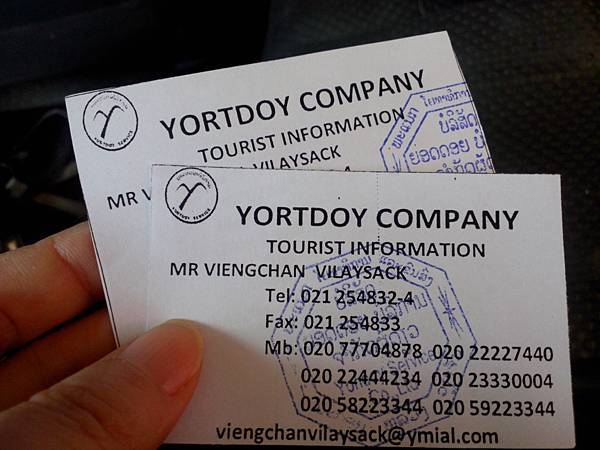 YORTDOY COMPANY
TOURIST INFORMATION
VILAYSACK
MR
YORTDOY COMPANY
TOURIST INFORMATION
MR VIENGCHAN VILAYSACK
Tel: 021 254832-4
Fax: 021 254833
Mb: 020 77704878 020 22227440
020 22444234 020 23330004
020 58223344 020 59223344
viengchanvilaysack@ymial.com